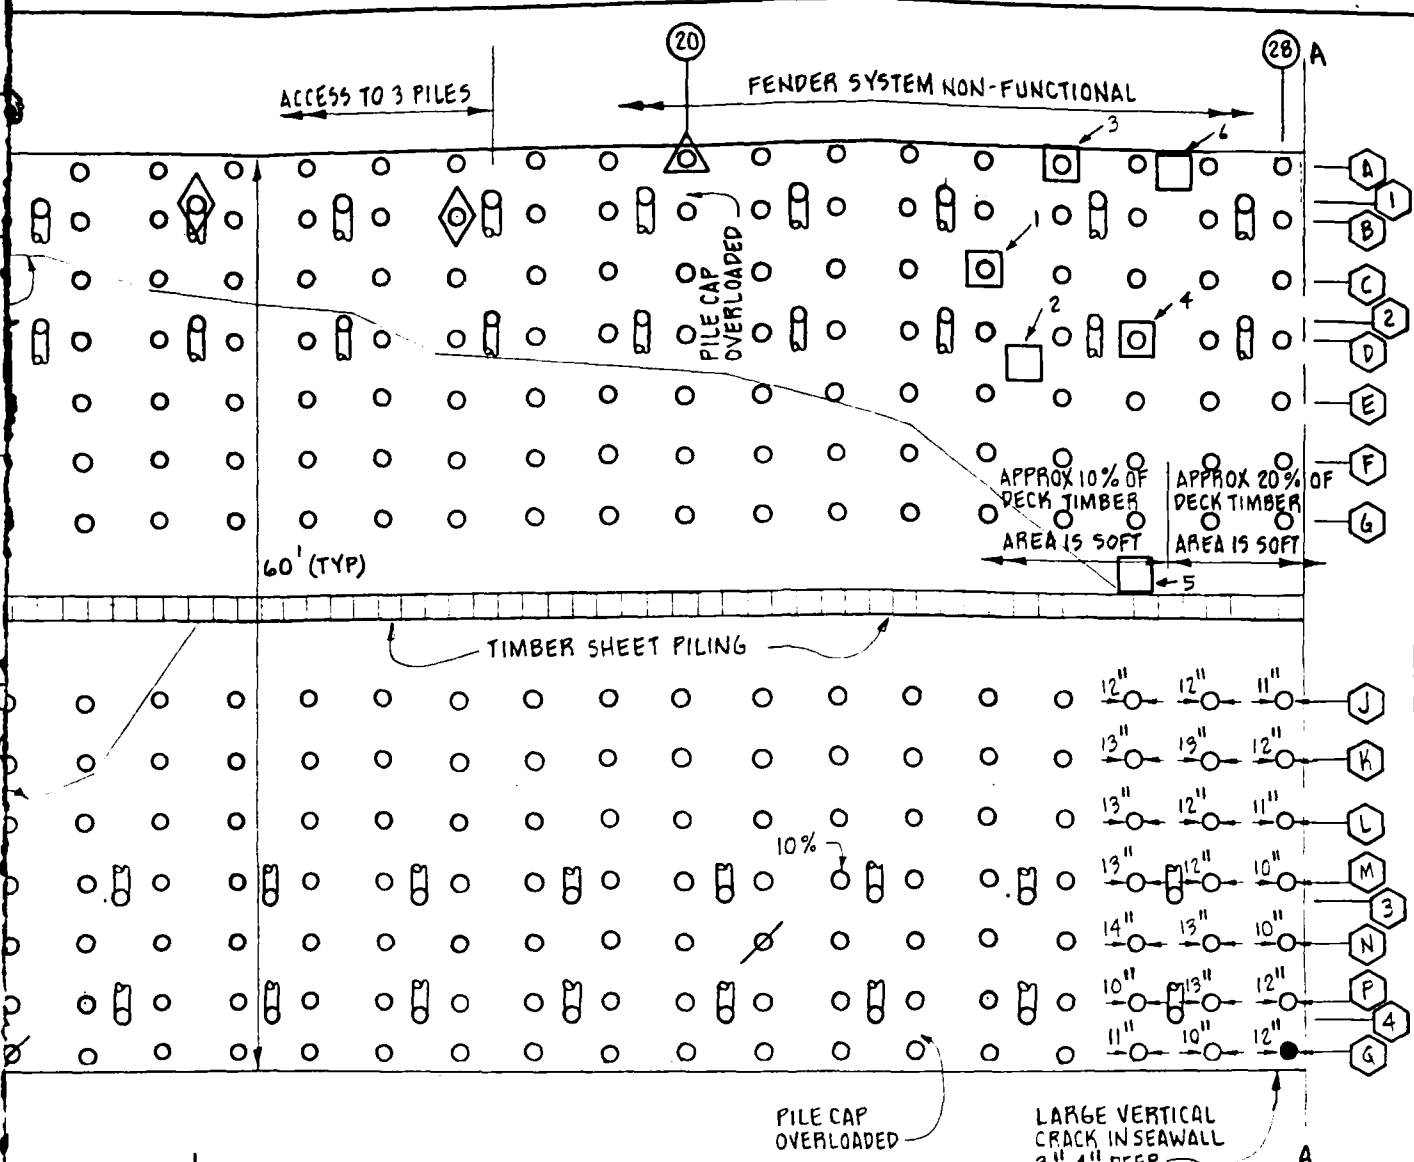 20
28
A
ACCESS TO 3 PILES
FENDER SYSTEM NON-FUNCTIONAL
3
6
A
1
1
B
PILE CAP
OVERLOADED
C
2
4
2
D
E
F
APPROX 10% OF
DECK TIMBER
AREA IS SOFT
APPROX 20% OF
DECK TIMBER
AREA IS SOFT
G
60' (TYP)
5
TIMBER SHEET PILING
12" 12" 11"
J
13" 13" 12"
K
13" 12" 11"
L
10%
13" 12" 10"
M
3
14" 13" 10"
N
10" 13" 12"
P
4
11" 10" 12"
Q
PILE CAP
OVERLOADED
LARGE VERTICAL
CRACK IN SEAWALL
A